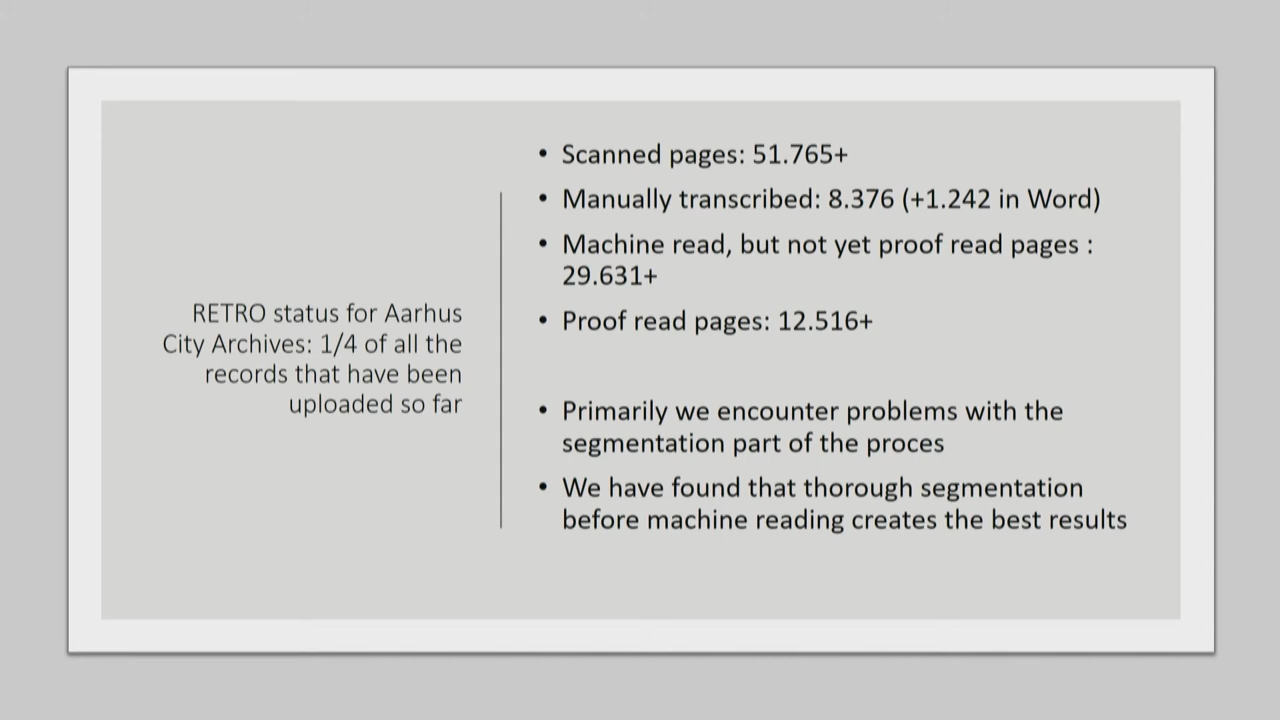 RETRO status for Aarhus
City Archives: 1/4 of all the
records that have been
uploaded so far
• Scanned pages: 51.765+
• Manually transcribed: 8.376 (+1.242 in Word)
• Machine read, but not yet proof read pages :
29.631+
• Proof read pages: 12.516+
• Primarily we encounter problems with the
segmentation part of the proces
• We have found that thorough segmentation
before machine reading creates the best results